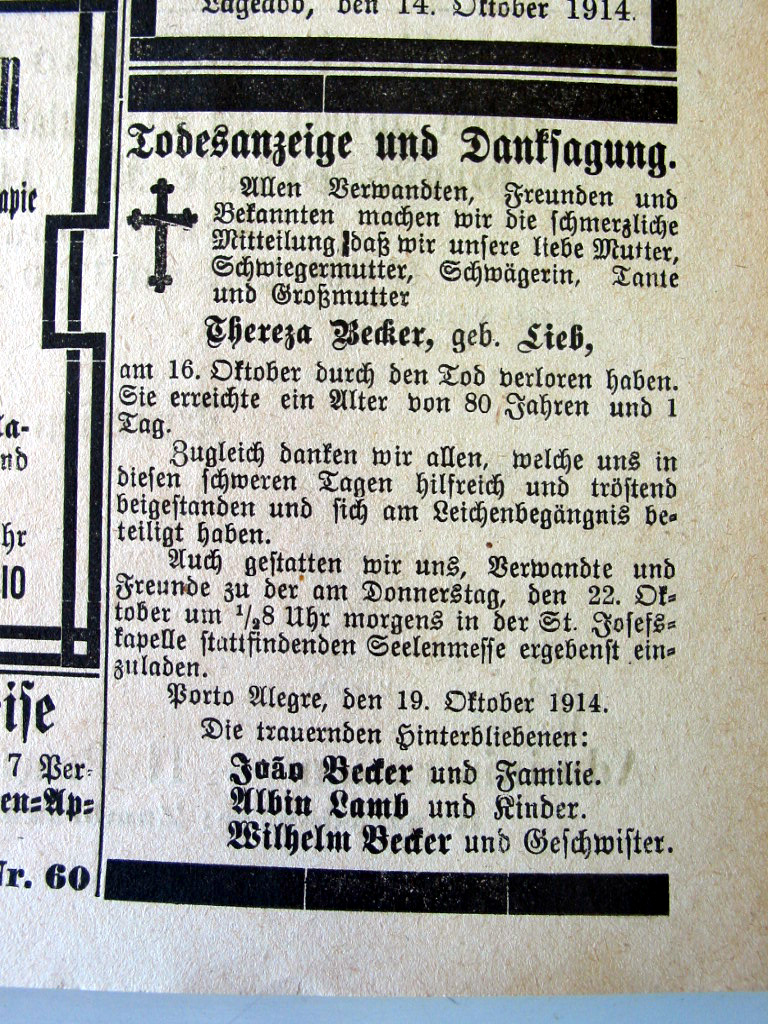 den 14. Oktober 1914.
Todesanzeige und Danksagung.
Allen Verwandten, Freunden und
Bekannten machen wir die schmerzliche
Mitteilung, daß wir unsere liebe Mutter,
Schwiegermutter, Schwägerin, Tante
und Großmutter
Thereza Becker, geb. Lieb,
am 16. Oktober durch den Tod verloren haben.
Sie erreichte ein Alter von 80 Jahren und 1
Tag.
Zugleich danken wir allen, welche uns in
diesen schweren Tagen hilfreich und tröstend
beigestanden und sich am Leichenbegängnis be-
teiligt haben.
Auch gestatten wir uns, Verwandte und
Freunde zu der am Donnerstag, den 22. Ok-
tober um 1/28 Uhr morgens in der St. Josefs-
kapelle stattfindenden Seelenmesse ergebenst ein-
zuladen.
Porto Alegre, den 19. Oktober 1914.
Die trauernden Hinterbliebenen:
João Becker und Familie.
Albin Lamb und Kinder.
Wilhelm Becker und Geschwister.
apie
la-
nd
hr
10
eise
7 Per-
en-Ap-
Nr. 60